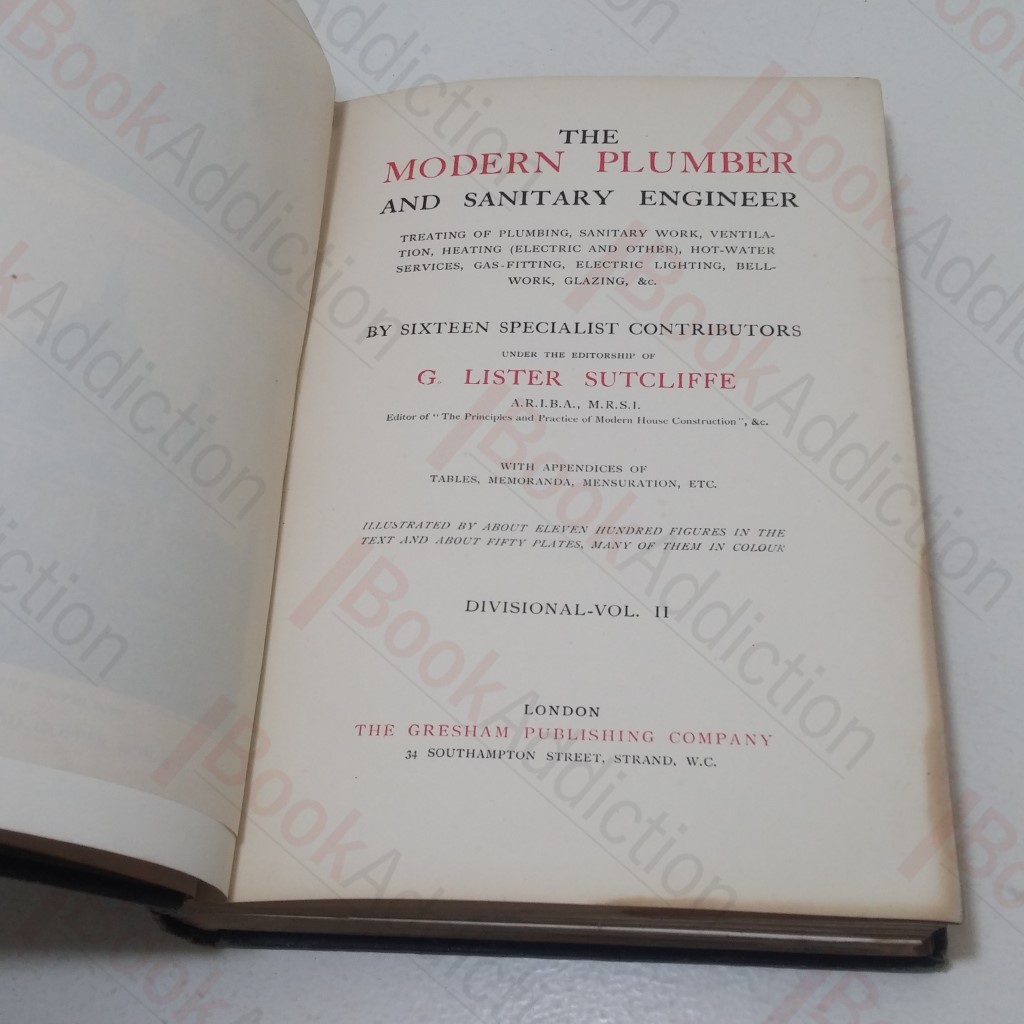 THE
MODERN PLUMBER
AND SANITARY ENGINEER
TREATING OF PLUMBING, SANITARY WORK, VENTILA-
TION, HEATING (ELECTRIC AND OTHER), HOT-WATER
SERVICES, GAS-FITTING, ELECTRIC LIGHTING, BELL-
WORK, GLAZING, &c.
BY SIXTEEN SPECIALIST CONTRIBUTORS
UNDER THE EDITORSHIP OF
G. LISTER SUTCLIFFE
A.R.I.B.A., M.R.S.I.
Editor of "The Principles and Practice of Modern House Construction", &c.
WITH APPENDICES OF
TABLES, MEMORANDA, MENSURATION, ETC.
ILLUSTRATED BY ABOUT ELEVEN HUNDRED FIGURES IN THE
TEXT AND ABOUT FIFTY PLATES, MANY OF THEM IN COLOUR
DIVISIONAL-VOL. II
LONDON
THE GRESHAM PUBLISHING COMPANY
34 SOUTHAMPTON STREET, STRAND, W.C.
BookAddiction